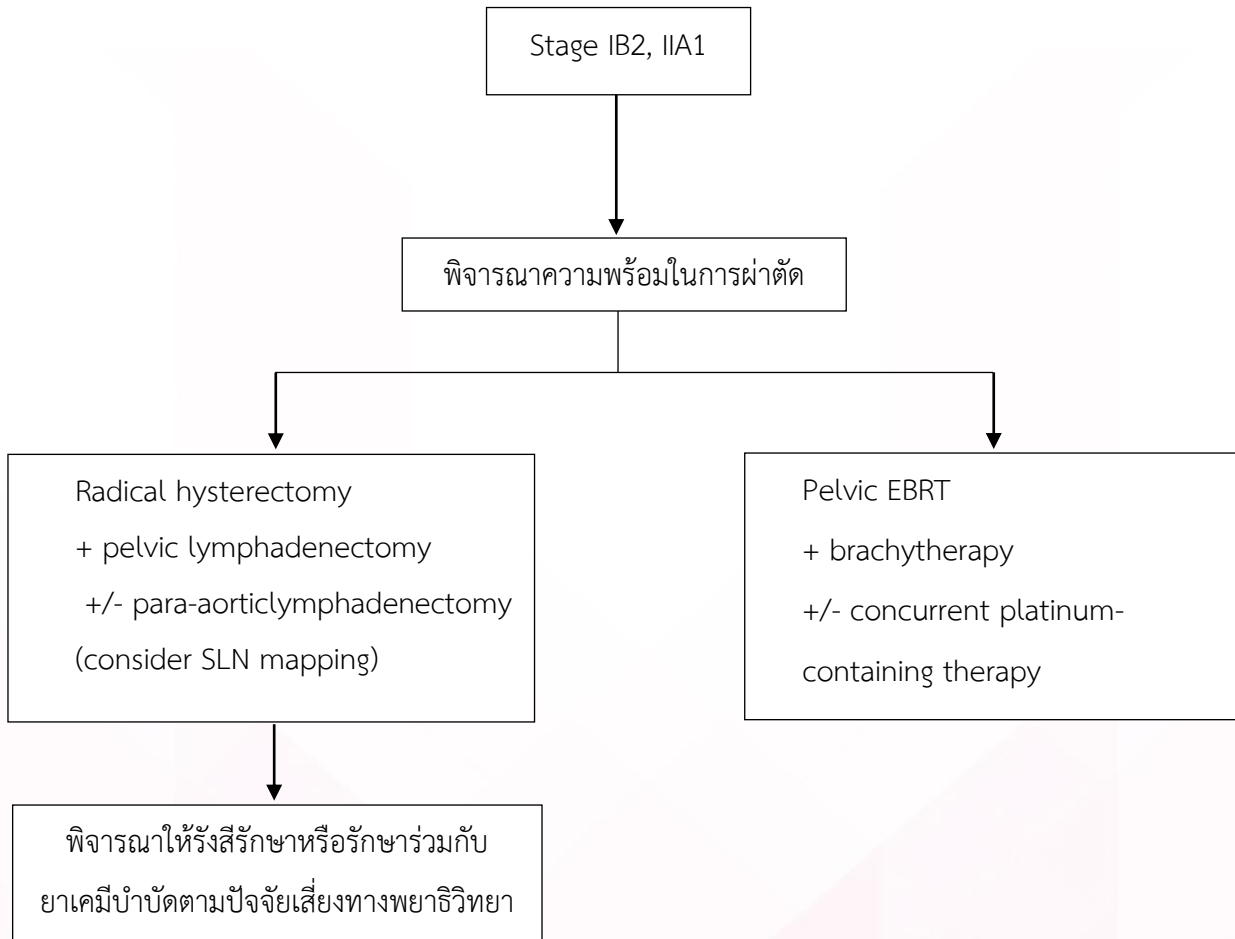 Stage IB2, IIA1
พิจารณาความพร้อมในการผ่าตัด
Radical hysterectomy
+ pelvic lymphadenectomy
+/- para-aorticlymphadenectomy
(consider SLN mapping)
Pelvic EBRT
+ brachytherapy
+/- concurrent platinum-
containing therapy
พิจารณาให้รังสีรักษาหรือรักษาร่วมกับ
ยาเคมีบำบัดตามปัจจัยเสี่ยงทางพยาธิวิทยา